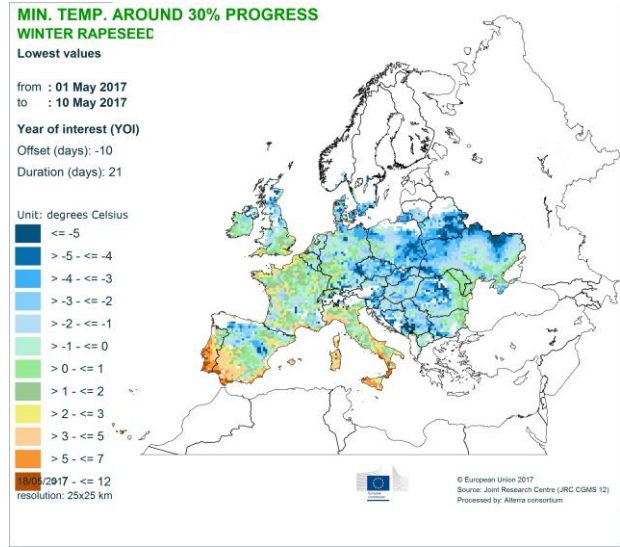 MIN. TEMP. AROUND 30% PROGRESS
WINTER RAPESEED
Lowest values
from : 01 May 2017
to : 10 May 2017
Year of interest (YOI)
Offset (days): -10
Duration (days): 21
Unit: degrees Celsius
<= -5
> -5 - <= -4
> -4 - <= -3
> -3 - <= -2
> -2 - <= -1
> -1 - <= 0
> 0 - <= 1
> 1 - <= 2
> 2 - <= 3
> 3 - <= 5
> 5 - <= 7
> 7 - <= 12
18/05/2017
resolution: 25x25 km
European
Commission
© European Union 2017
Source: Joint Research Centre (JRC CGMS 12)
Processed by: Alterra consortium